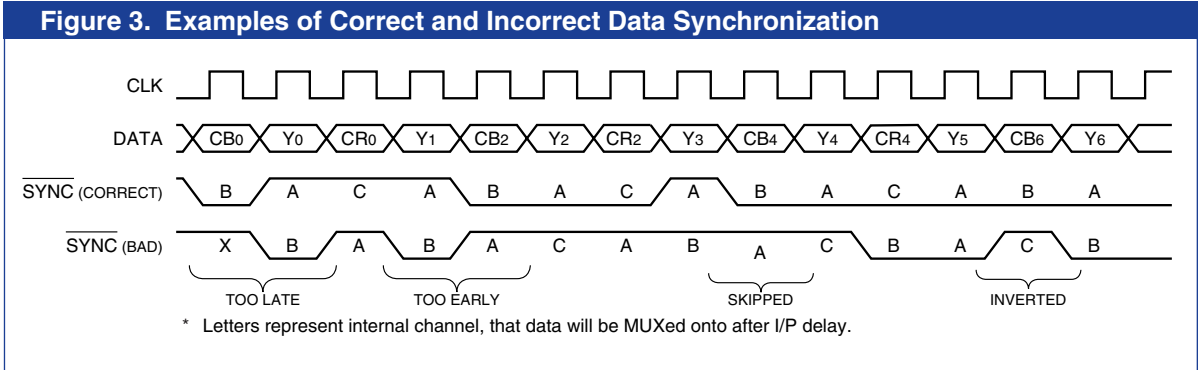 Figure 3. Examples of Correct and Incorrect Data Synchronization
CLK
DATA CB0 Y0 CR0 Y1 CB2 Y2 CR2 Y3 CB4 Y4 CR4 Y5 CB6 Y6
SYNC (CORRECT) B A C A B A C A B A C A B A
SYNC (BAD) X B A B A C A B A C B A C B
TOO LATE TOO EARLY SKIPPED INVERTED
* Letters represent internal channel, that data will be MUXed onto after I/P delay.